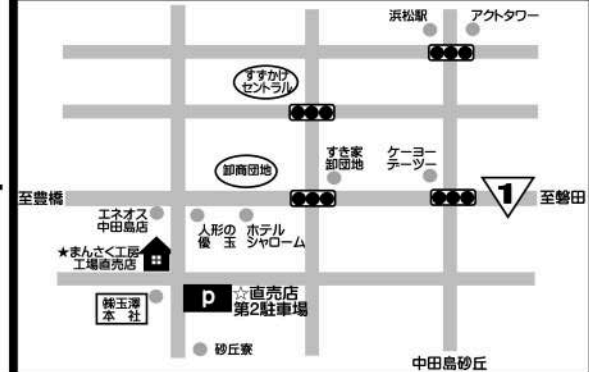 浜松駅
アクトタワー
すずかけ
セントラル
すき家
卸団地
ケーヨー
デーツー
卸商団地
至豊橋
1
至磐田
エネオス
中田島店
人形の
優玉
ホテル
シャローム
★まんさく工房
工場直売店
㈱玉澤
本社
P
☆直売店
第2駐車場
砂丘寮
中田島砂丘